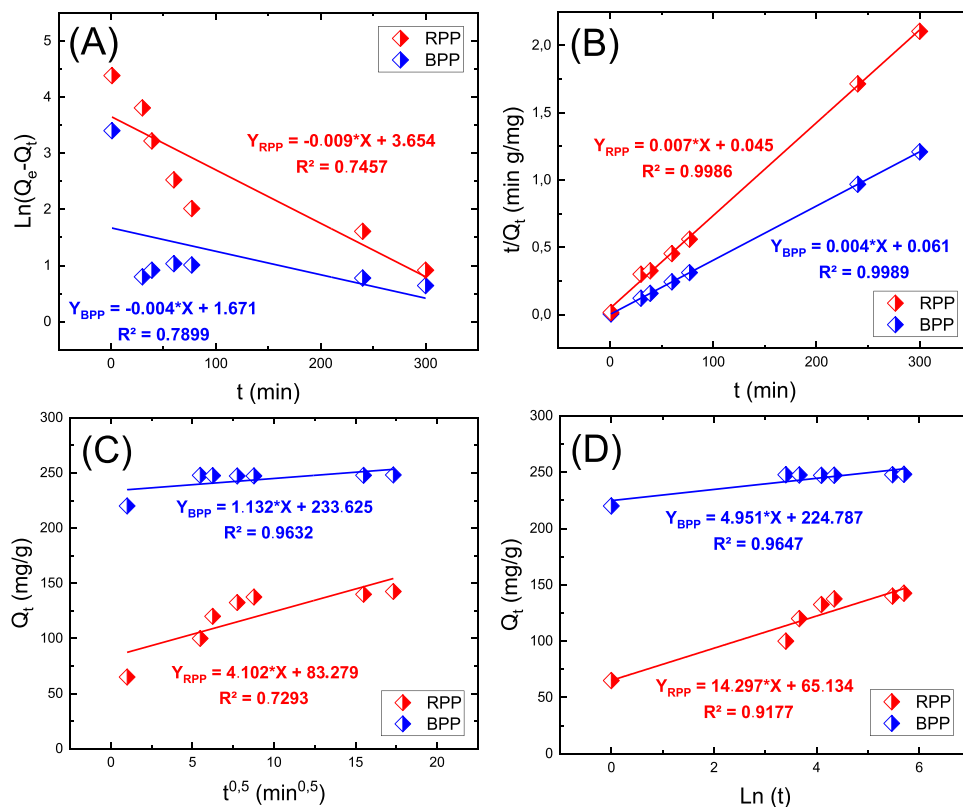 (A)
RPP
BPP
Y_RPP = -0.009*X + 3.654
R² = 0.7457
Y_BPP = -0.004*X + 1.671
R² = 0.7899
Ln(Q_e-Q_t)
5
4
3
2
1
0
0 100 200 300
t (min)
(B)
Y_RPP = 0.007*X + 0.045
R² = 0.9986
Y_BPP = 0.004*X + 0.061
R² = 0.9989
RPP
BPP
t/Q_t (min g/mg)
2,0
1,5
1,0
0,5
0,0
0 100 200 300
t (min)
(C)
Y_BPP = 1.132*X + 233.625
R² = 0.9632
Y_RPP = 4.102*X + 83.279
R² = 0.7293
RPP
BPP
Q_t (mg/g)
300
250
200
150
100
50
0
0 5 10 15 20
t^0,5 (min^0,5)
(D)
Y_BPP = 4.951*X + 224.787
R² = 0.9647
Y_RPP = 14.297*X + 65.134
R² = 0.9177
RPP
BPP
Q_t (mg/g)
300
250
200
150
100
50
0
0 2 4 6
Ln (t)